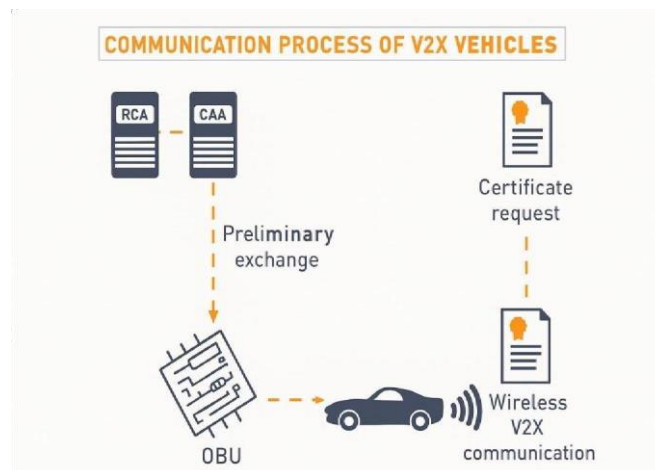 COMMUNICATION PROCESS OF V2X VEHICLES
RCA
CAA
Certificate
request
Preliminary
exchange
OBU
Wireless
V2X
communication